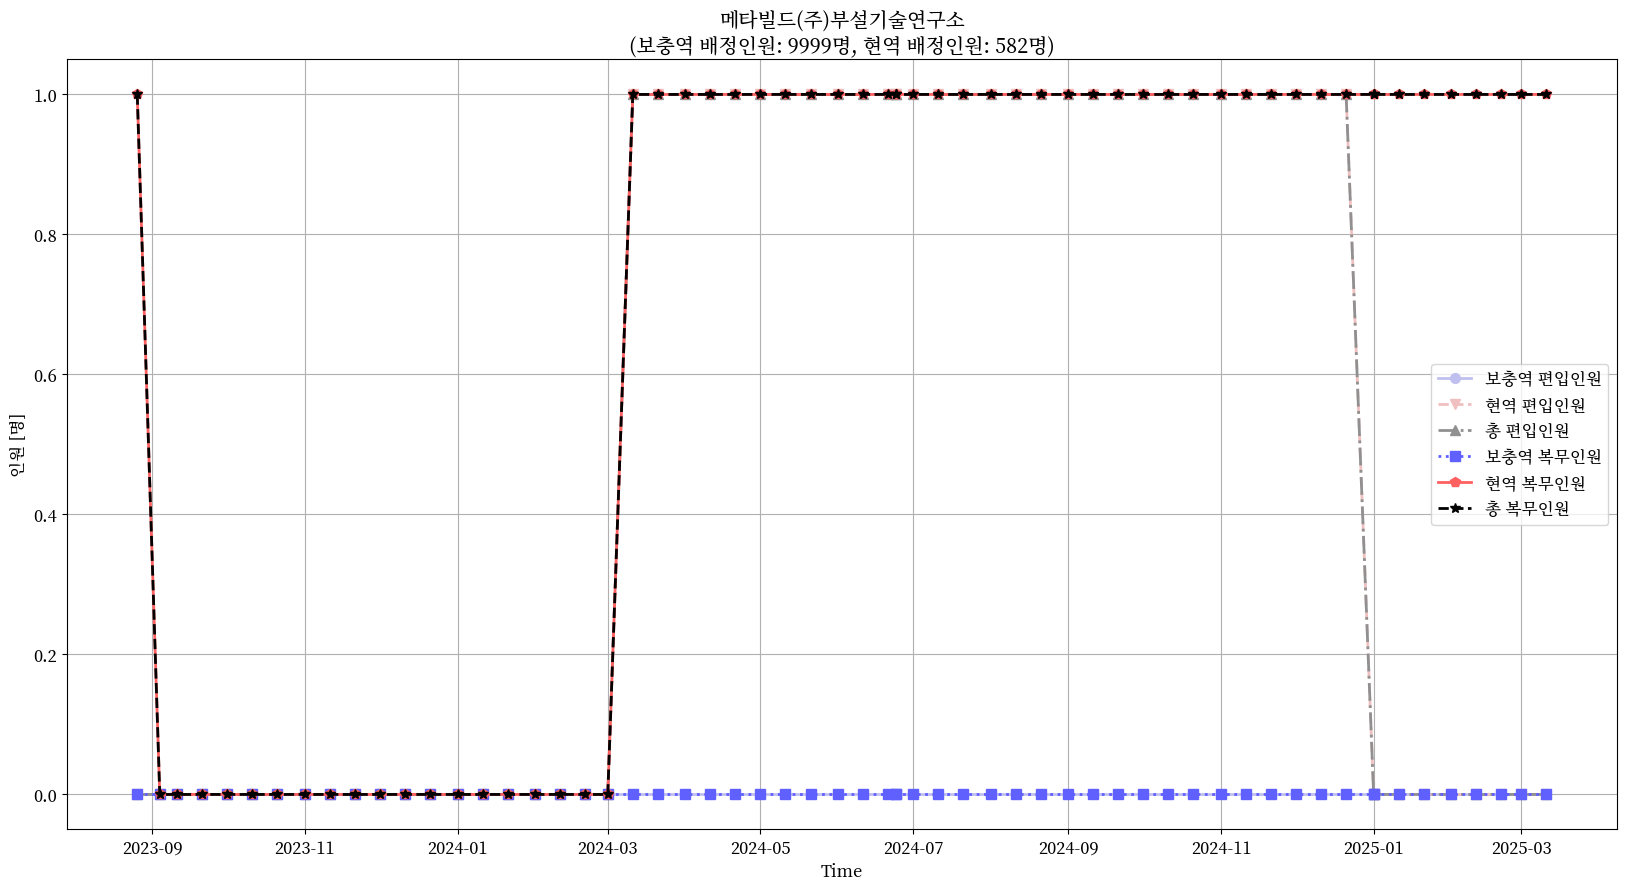 메타빌드(주)부설기술연구소
(보충역 배정인원: 9999명, 현역 배정인원: 582명)
인원 [명]
1.0
0.8
0.6
0.4
0.2
0.0
보충역 편입인원
현역 편입인원
총 편입인원
보충역 복무인원
현역 복무인원
총 복무인원
2023-09 2023-11 2024-01 2024-03 2024-05 2024-07 2024-09 2024-11 2025-01 2025-03
Time